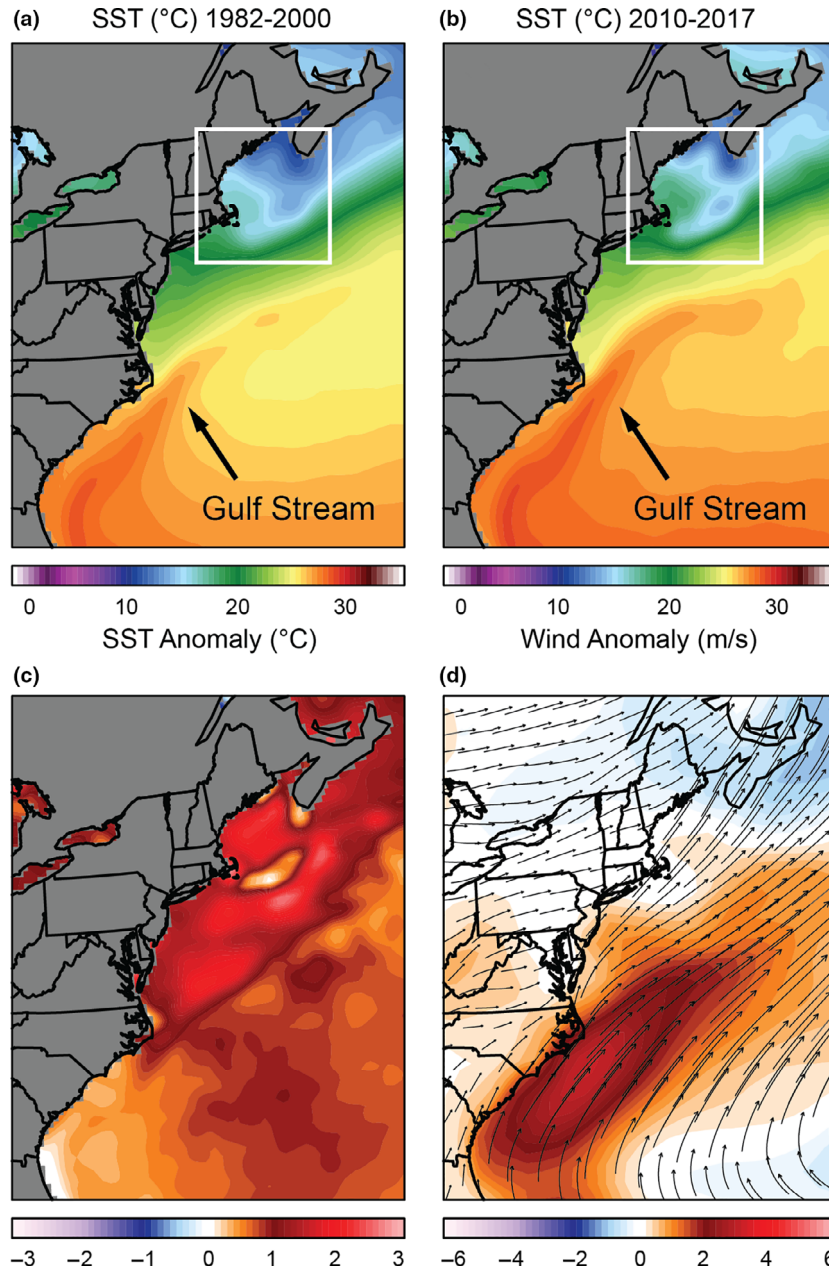 (a) SST (°C) 1982-2000
(b) SST (°C) 2010-2017
Gulf Stream
Gulf Stream
0 10 20 30
0 10 20 30
SST Anomaly (°C)
Wind Anomaly (m/s)
(c)
(d)
−3 −2 −1 0 1 2 3
−6 −4 −2 0 2 4 6